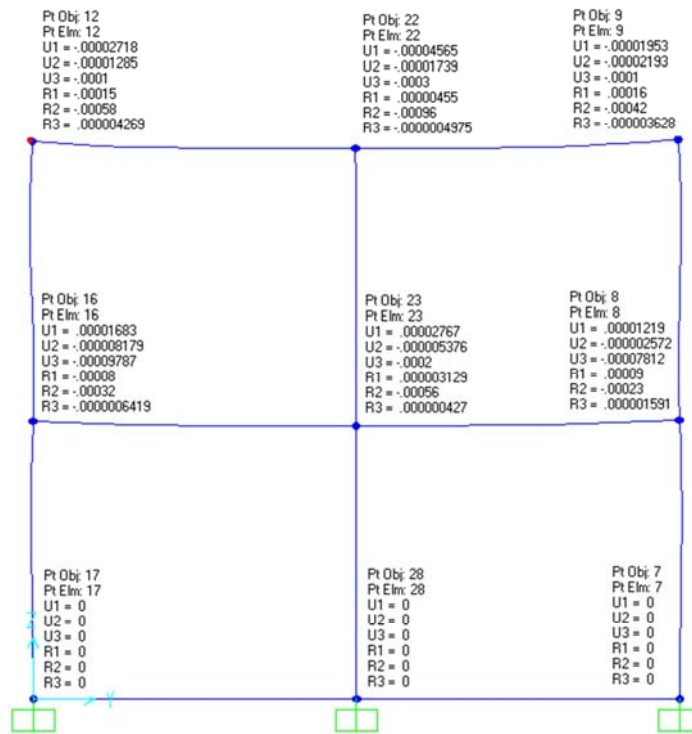 Pt Obj: 12
Pt Elm: 12
U1 = -.00002718
U2 = -.00001285
U3 = -.0001
R1 = -.00015
R2 = -.00058
R3 = .000004269
Pt Obj: 22
Pt Elm: 22
U1 = -.00004565
U2 = -.00001739
U3 = -.0003
R1 = .00000455
R2 = -.00096
R3 = -.0000004975
Pt Obj: 9
Pt Elm: 9
U1 = -.00001953
U2 = -.00002193
U3 = -.0001
R1 = .00016
R2 = -.00042
R3 = -.000003628
Pt Obj: 16
Pt Elm: 16
U1 = .00001683
U2 = -.000008179
U3 = -.00009787
R1 = -.00008
R2 = -.00032
R3 = -.0000006419
Pt Obj: 23
Pt Elm: 23
U1 = .00002767
U2 = -.000005376
U3 = -.0002
R1 = .000003129
R2 = -.00056
R3 = .000000427
Pt Obj: 8
Pt Elm: 8
U1 = .00001219
U2 = -.000002572
U3 = -.00007812
R1 = .00009
R2 = -.00023
R3 = .000001591
Pt Obj: 17
Pt Elm: 17
U1 = 0
U2 = 0
U3 = 0
R1 = 0
R2 = 0
R3 = 0
Pt Obj: 28
Pt Elm: 28
U1 = 0
U2 = 0
U3 = 0
R1 = 0
R2 = 0
R3 = 0
Pt Obj: 7
Pt Elm: 7
U1 = 0
U2 = 0
U3 = 0
R1 = 0
R2 = 0
R3 = 0
Z
Y